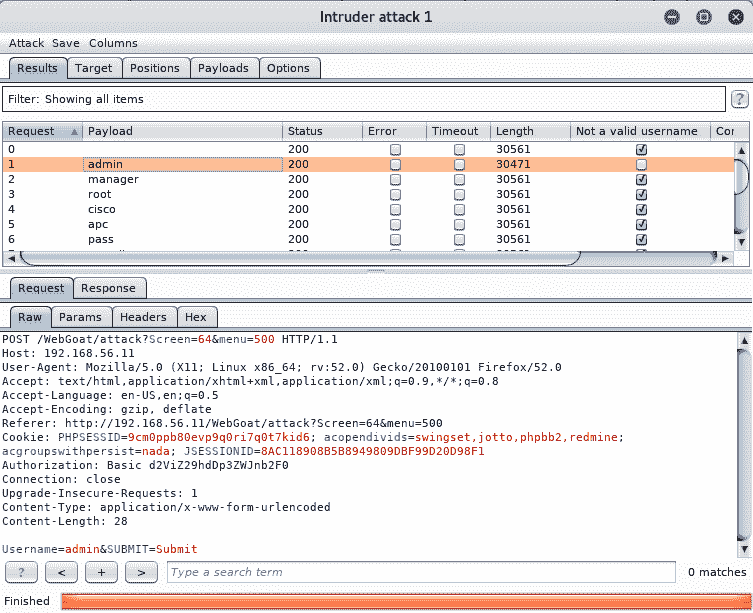 Intruder attack 1
Attack Save Columns
Results Target Positions Payloads Options
Filter: Showing all items ?
Request Payload Status Error Timeout Length Not a valid username Cor
0 200 30561
1 admin 200 30471
2 manager 200 30561
3 root 200 30561
4 cisco 200 30561
5 apc 200 30561
6 pass 200 30561
Request Response
Raw Params Headers Hex
POST /WebGoat/attack?Screen=64&menu=500 HTTP/1.1
Host: 192.168.56.11
User-Agent: Mozilla/5.0 (X11; Linux x86_64; rv:52.0) Gecko/20100101 Firefox/52.0
Accept: text/html,application/xhtml+xml,application/xml;q=0.9,*/*;q=0.8
Accept-Language: en-US,en;q=0.5
Accept-Encoding: gzip, deflate
Referer: http://192.168.56.11/WebGoat/attack?Screen=64&menu=500
Cookie: PHPSESSID=9cm0ppb80evp9q0ri7q0t7kid6; acopendivids=swingset,jotto,phpbb2,redmine;
acgroupswithpersist=nada; JSESSIONID=8AC118908B5B8949809DBF99D20D98F1
Authorization: Basic d2ViZ29hdDp3ZWJnb2F0
Connection: close
Upgrade-Insecure-Requests: 1
Content-Type: application/x-www-form-urlencoded
Content-Length: 28
Username=admin&SUBMIT=Submit
? < + > Type a search term 0 matches
Finished